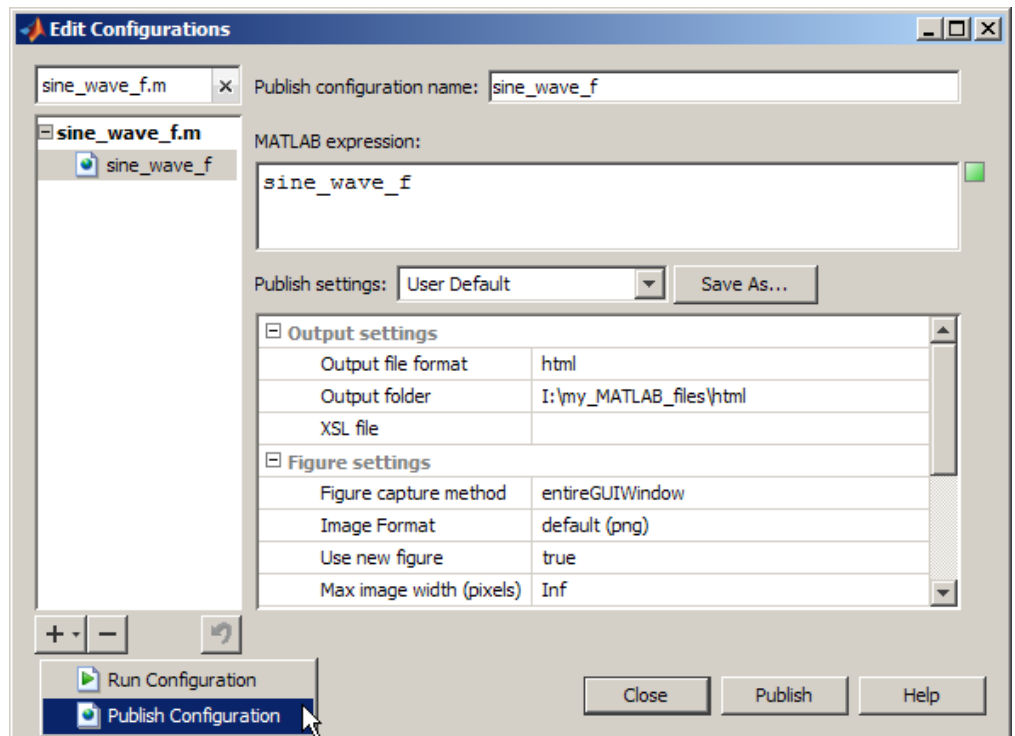 Edit Configurations
sine_wave_f.m
Publish configuration name: sine_wave_f
sine_wave_f.m
sine_wave_f
MATLAB expression:
sine_wave_f
Publish settings: User Default Save As...
Output settings
Output file format html
Output folder I:\my_MATLAB_files\html
XSL file
Figure settings
Figure capture method entireGUIWindow
Image Format default (png)
Use new figure true
Max image width (pixels) Inf
Run Configuration
Publish Configuration
Close Publish Help